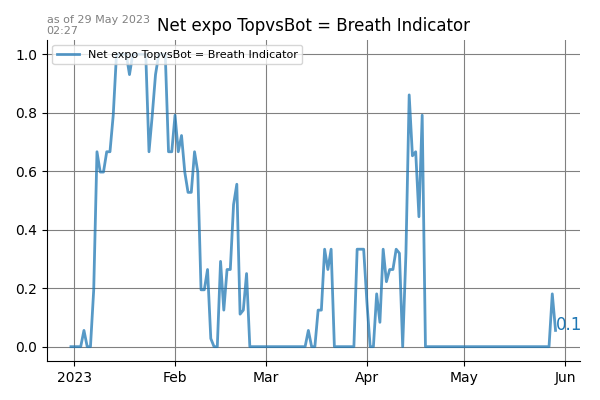 as of 29 May 2023
02:27
Net expo TopvsBot = Breath Indicator
Net expo TopvsBot = Breath Indicator
1.0
0.8
0.6
0.4
0.2
0.0
0.1
2023 Feb Mar Apr May Jun